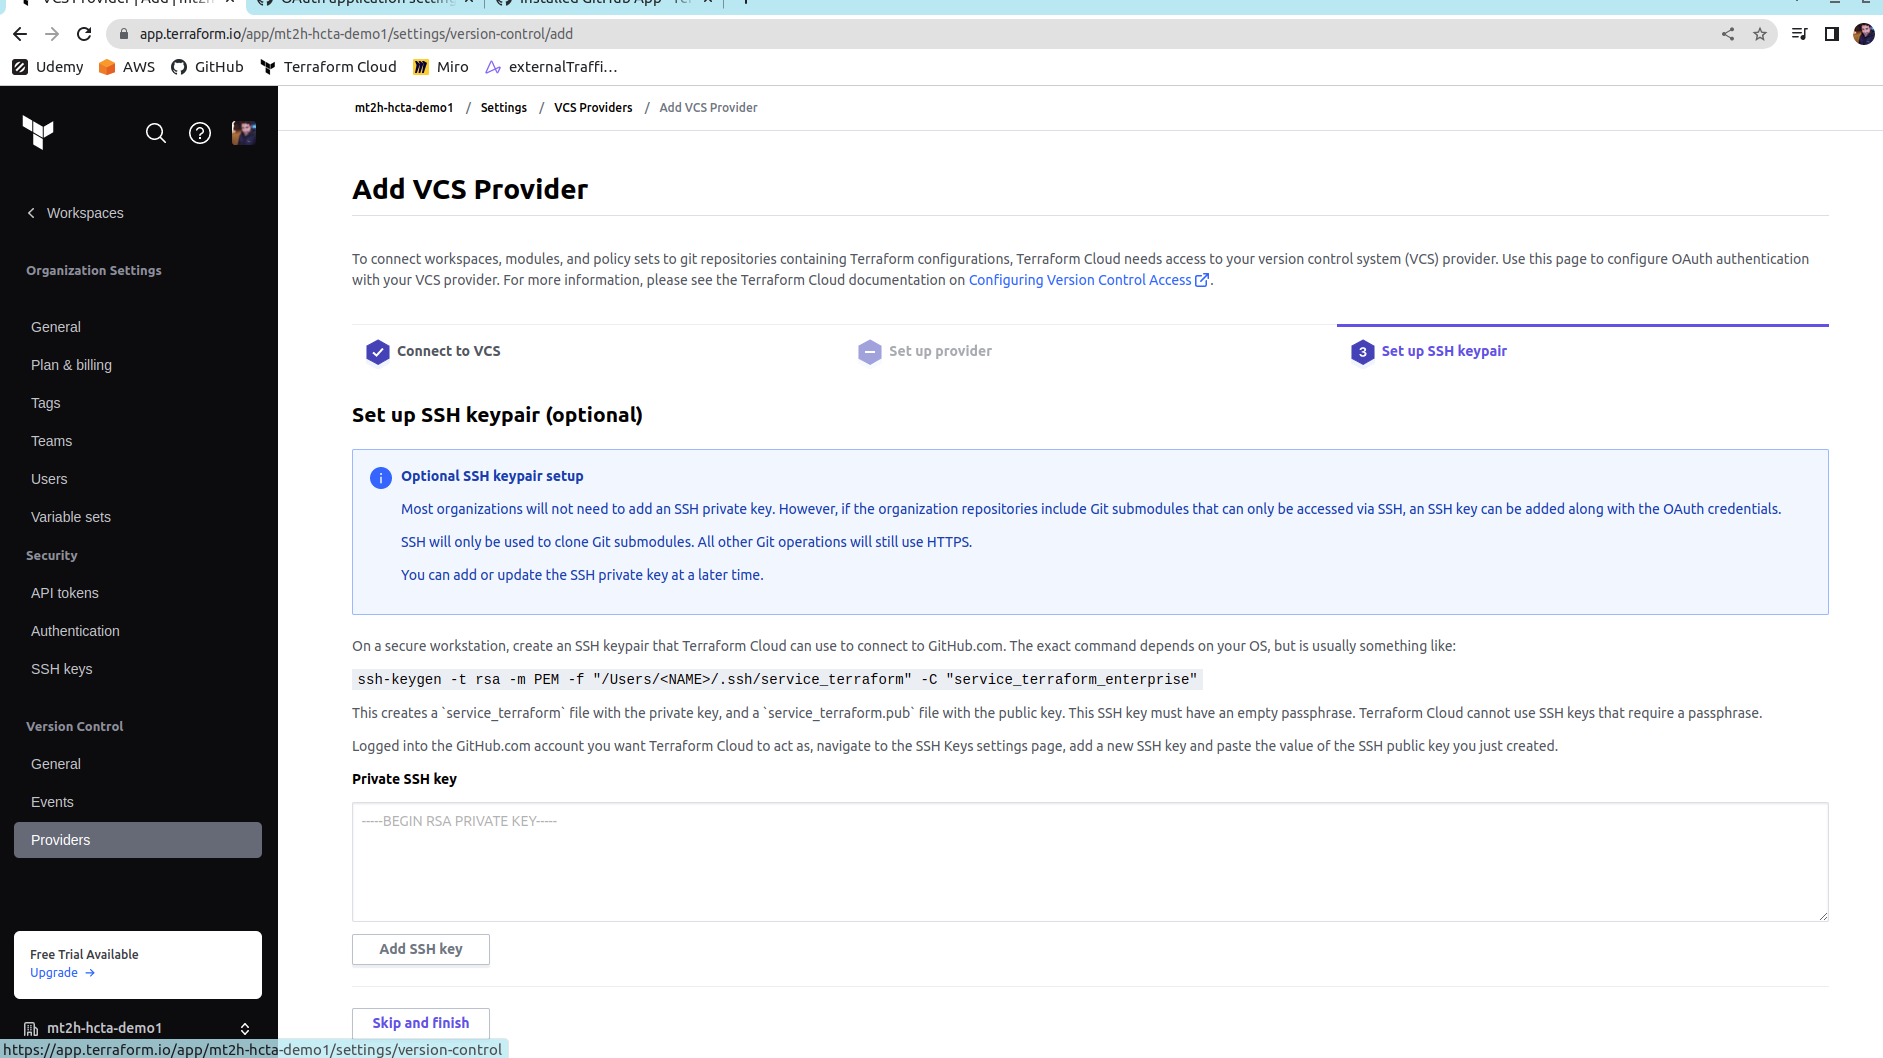 VCS Provider | Add | mt2h-
OAuth application setting
Installed GitHub App - Te
app.terraform.io/app/mt2h-hcta-demo1/settings/version-control/add
Udemy AWS GitHub Terraform Cloud Miro externalTraffi...
mt2h-hcta-demo1 / Settings / VCS Providers / Add VCS Provider
Workspaces
Organization Settings
General
Plan & billing
Tags
Teams
Users
Variable sets
Security
API tokens
Authentication
SSH keys
Version Control
General
Events
Providers
Free Trial Available
Upgrade →
mt2h-hcta-demo1
Add VCS Provider
To connect workspaces, modules, and policy sets to git repositories containing Terraform configurations, Terraform Cloud needs access to your version control system (VCS) provider. Use this page to configure OAuth authentication
with your VCS provider. For more information, please see the Terraform Cloud documentation on Configuring Version Control Access.
Connect to VCS
Set up provider
3 Set up SSH keypair
Set up SSH keypair (optional)
Optional SSH keypair setup
Most organizations will not need to add an SSH private key. However, if the organization repositories include Git submodules that can only be accessed via SSH, an SSH key can be added along with the OAuth credentials.
SSH will only be used to clone Git submodules. All other Git operations will still use HTTPS.
You can add or update the SSH private key at a later time.
On a secure workstation, create an SSH keypair that Terraform Cloud can use to connect to GitHub.com. The exact command depends on your OS, but is usually something like:
ssh-keygen -t rsa -m PEM -f "/Users/<NAME>/.ssh/service_terraform" -C "service_terraform_enterprise"
This creates a `service_terraform` file with the private key, and a `service_terraform.pub` file with the public key. This SSH key must have an empty passphrase. Terraform Cloud cannot use SSH keys that require a passphrase.
Logged into the GitHub.com account you want Terraform Cloud to act as, navigate to the SSH Keys settings page, add a new SSH key and paste the value of the SSH public key you just created.
Private SSH key
-----BEGIN RSA PRIVATE KEY-----
Add SSH key
Skip and finish
https://app.terraform.io/app/mt2h-hcta-demo1/settings/version-control